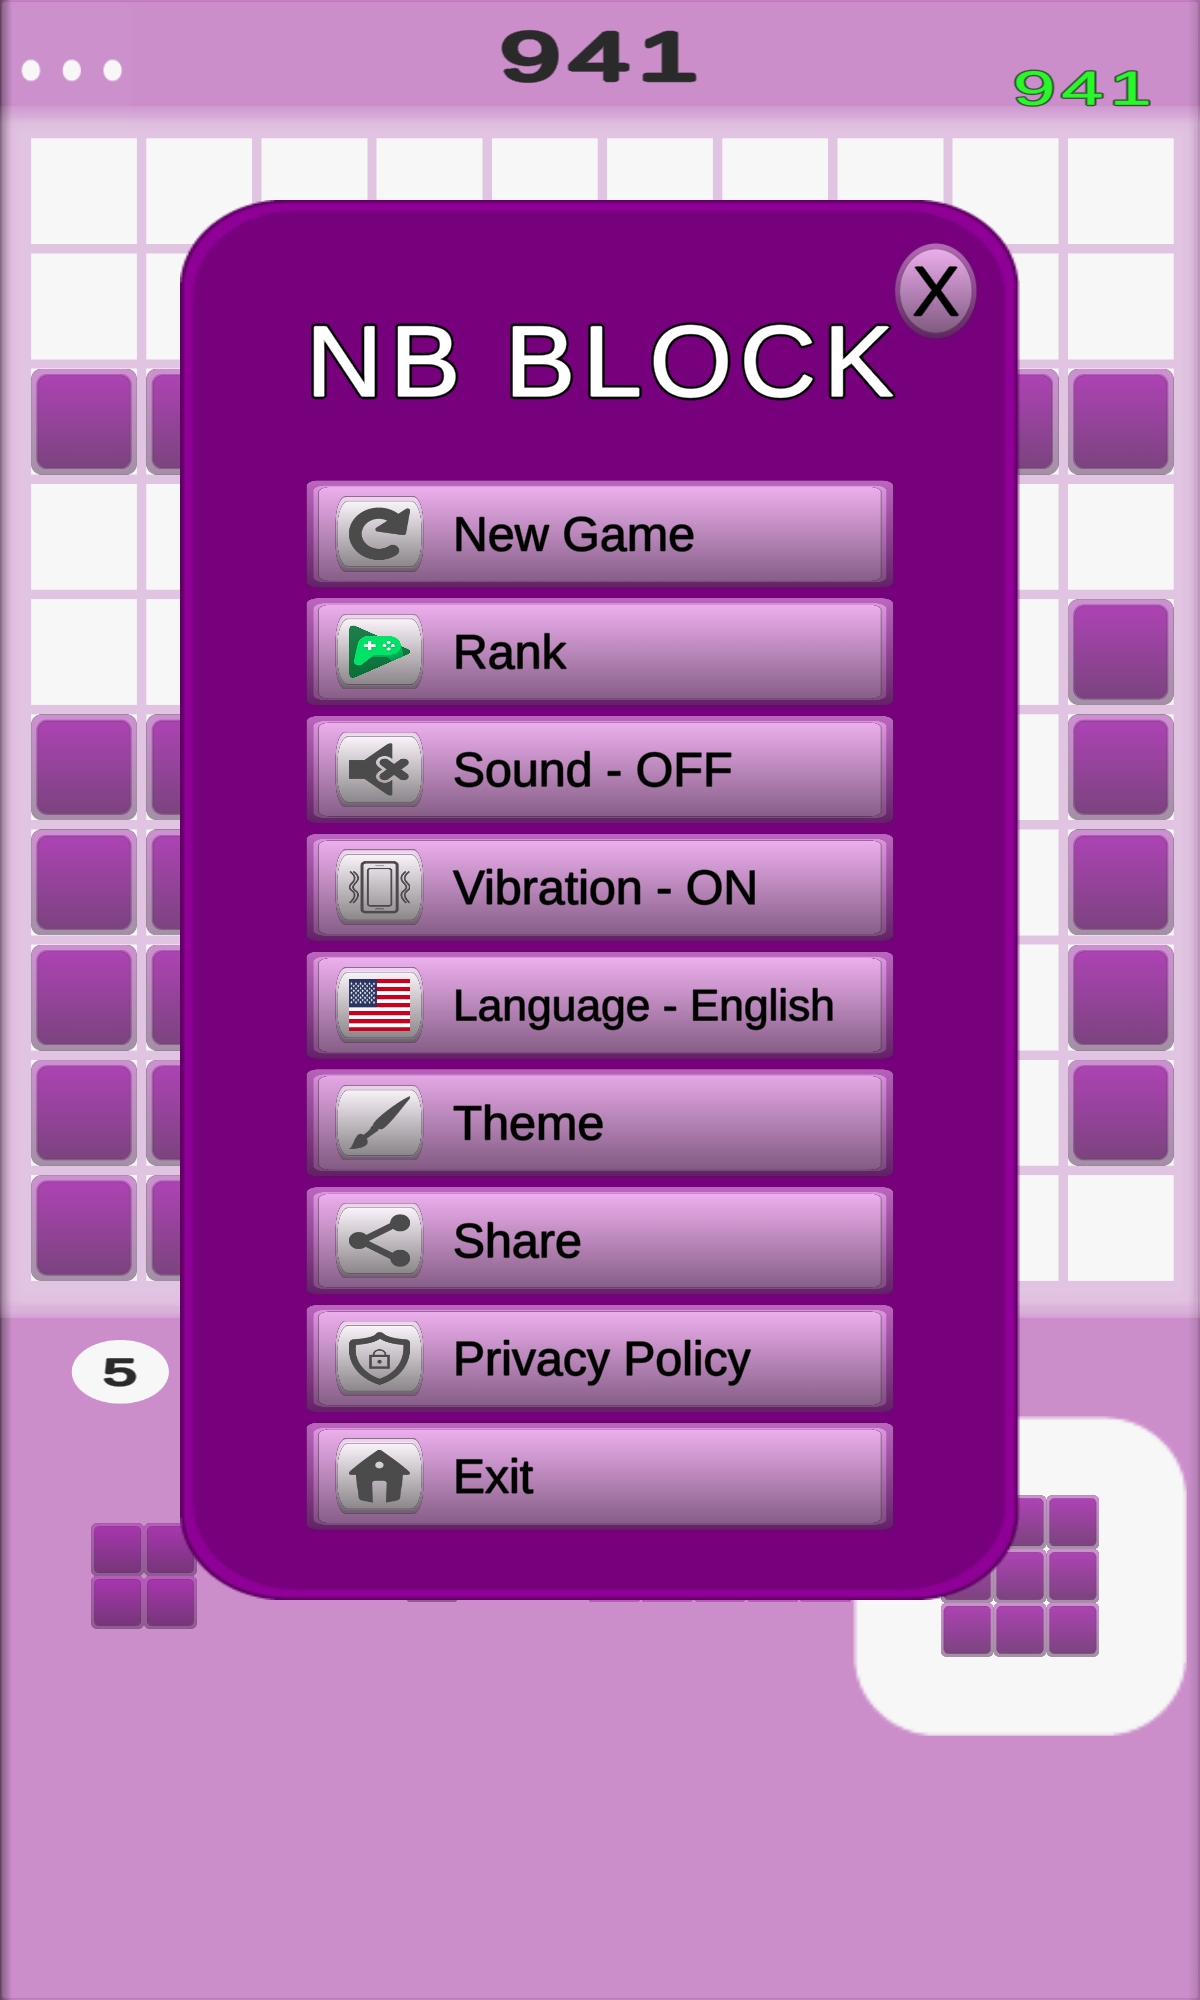 941
941
X
NB BLOCK
New Game
Rank
Sound - OFF
Vibration - ON
Language - English
Theme
Share
Privacy Policy
Exit
5